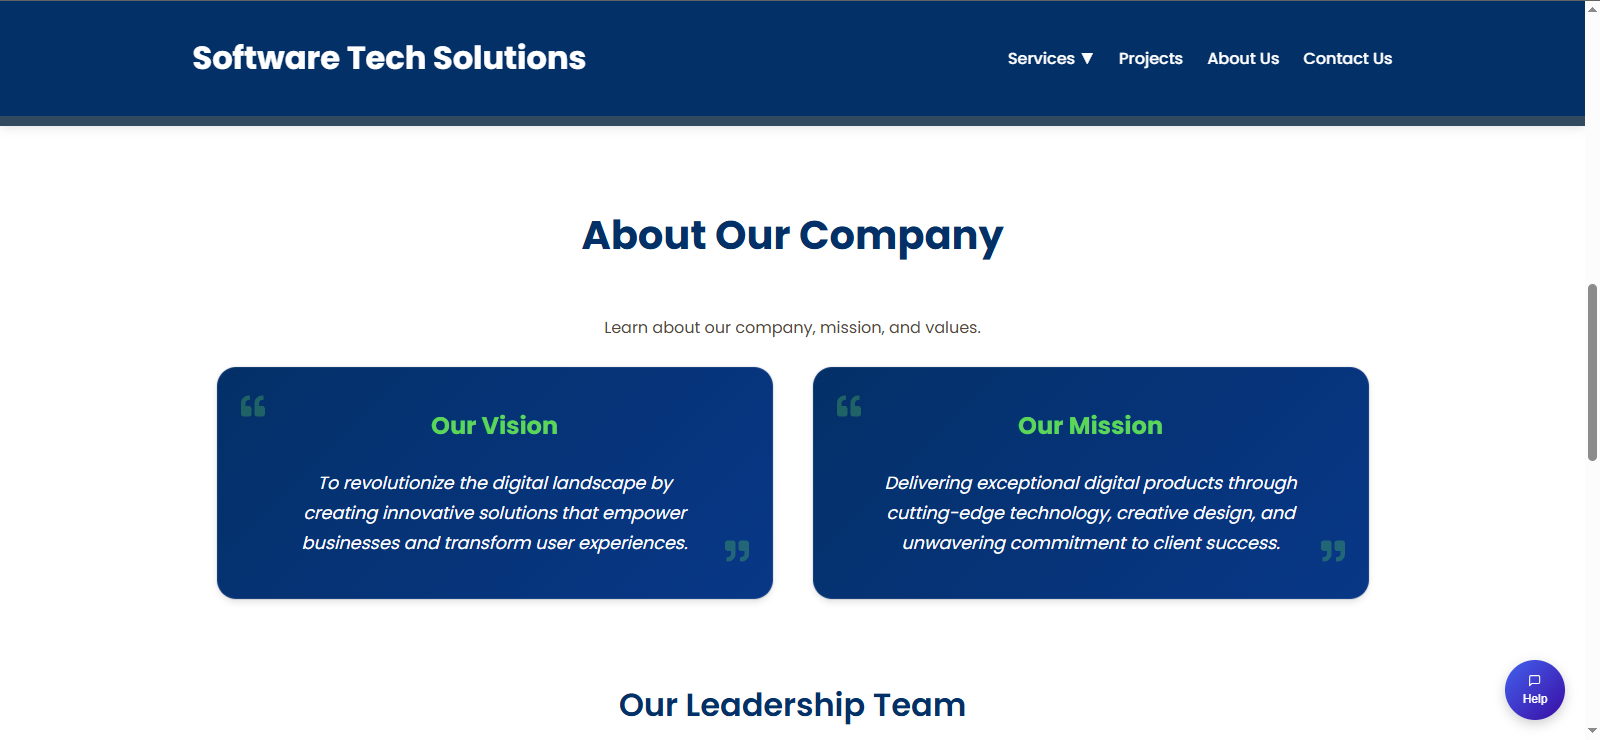 Software Tech Solutions
Services ▼ Projects About Us Contact Us
About Our Company
Learn about our company, mission, and values.
“
Our Vision
To revolutionize the digital landscape by
creating innovative solutions that empower
businesses and transform user experiences.
”
“
Our Mission
Delivering exceptional digital products through
cutting-edge technology, creative design, and
unwavering commitment to client success.
”
Our Leadership Team
Help